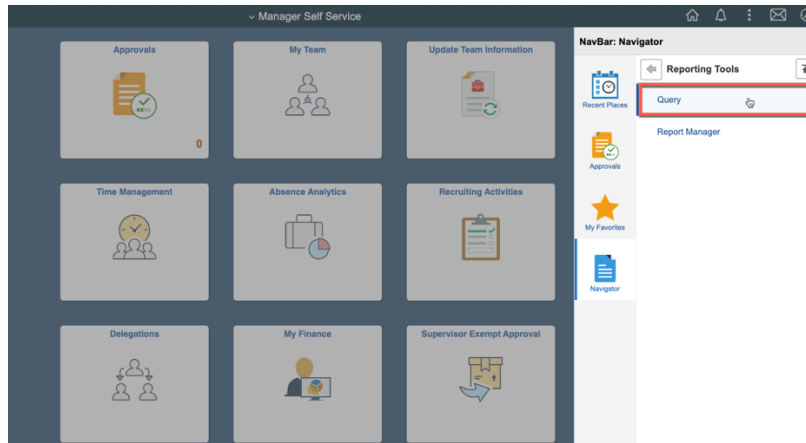 Manager Self Service
Approvals
0
My Team
Update Team Information
Time Management
Absence Analytics
Recruiting Activities
Delegations
My Finance
Supervisor Exempt Approval
NavBar: Navigator
Recent Places
Approvals
My Favorites
Navigator
Reporting Tools
Query
Report Manager